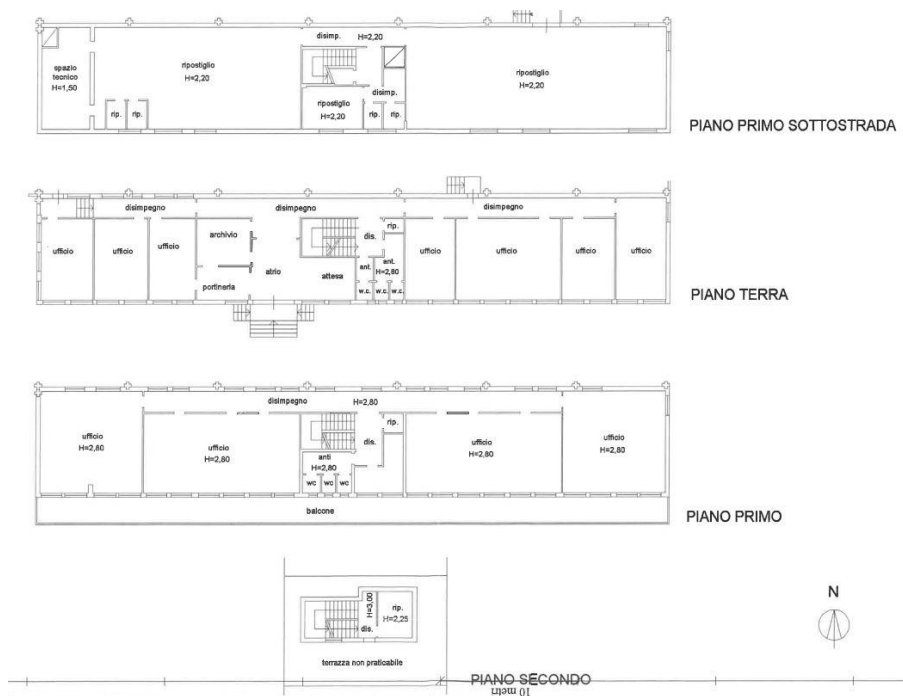 disimp.
H=2,20
spazio
tecnico
H=1,50
ripostiglio
H=2,20
ripostiglio
H=2,20
disimp.
ripostiglio
H=2,20
rip.
rip.
rip.
rip.
PIANO PRIMO SOTTOSTRADA
disimpegno
disimpegno
disimpegno
rip.
archivio
dis.
ufficio
ufficio
ufficio
ufficio
ufficio
ufficio
ufficio
ant.
ant.
H=2,80
atrio
attesa
portineria
w.c.
w.c.
w.c.
PIANO TERRA
disimpegno
H=2,80
rip.
ufficio
H=2,80
ufficio
H=2,80
dis.
ufficio
H=2,80
ufficio
H=2,80
anti
H=2,80
wc
wc
wc
balcone
PIANO PRIMO
H=3,00
rip.
H=2,25
dis.
N
terrazza non praticabile
PIANO SECONDO
10 metri